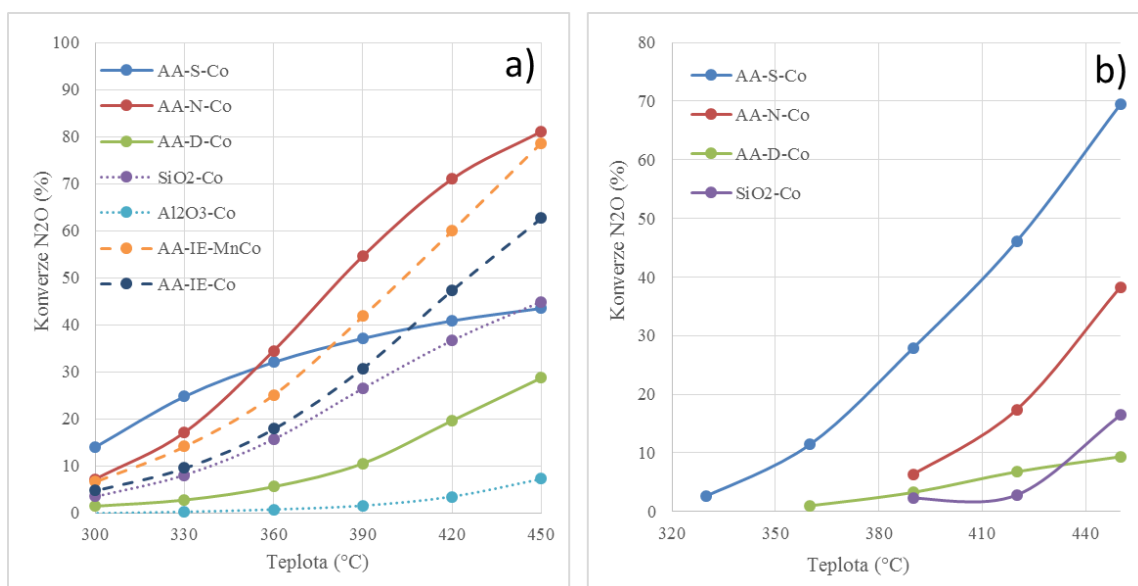 a)
100
90
80
70
60
50
40
30
20
10
0
Konverze N2O (%)
AA-S-Co
AA-N-Co
AA-D-Co
SiO2-Co
Al2O3-Co
AA-IE-MnCo
AA-IE-Co
300 330 360 390 420 450
Teplota (°C)
b)
80
70
60
50
40
30
20
10
0
Konverze N2O (%)
AA-S-Co
AA-N-Co
AA-D-Co
SiO2-Co
320 350 380 410 440
Teplota (°C)